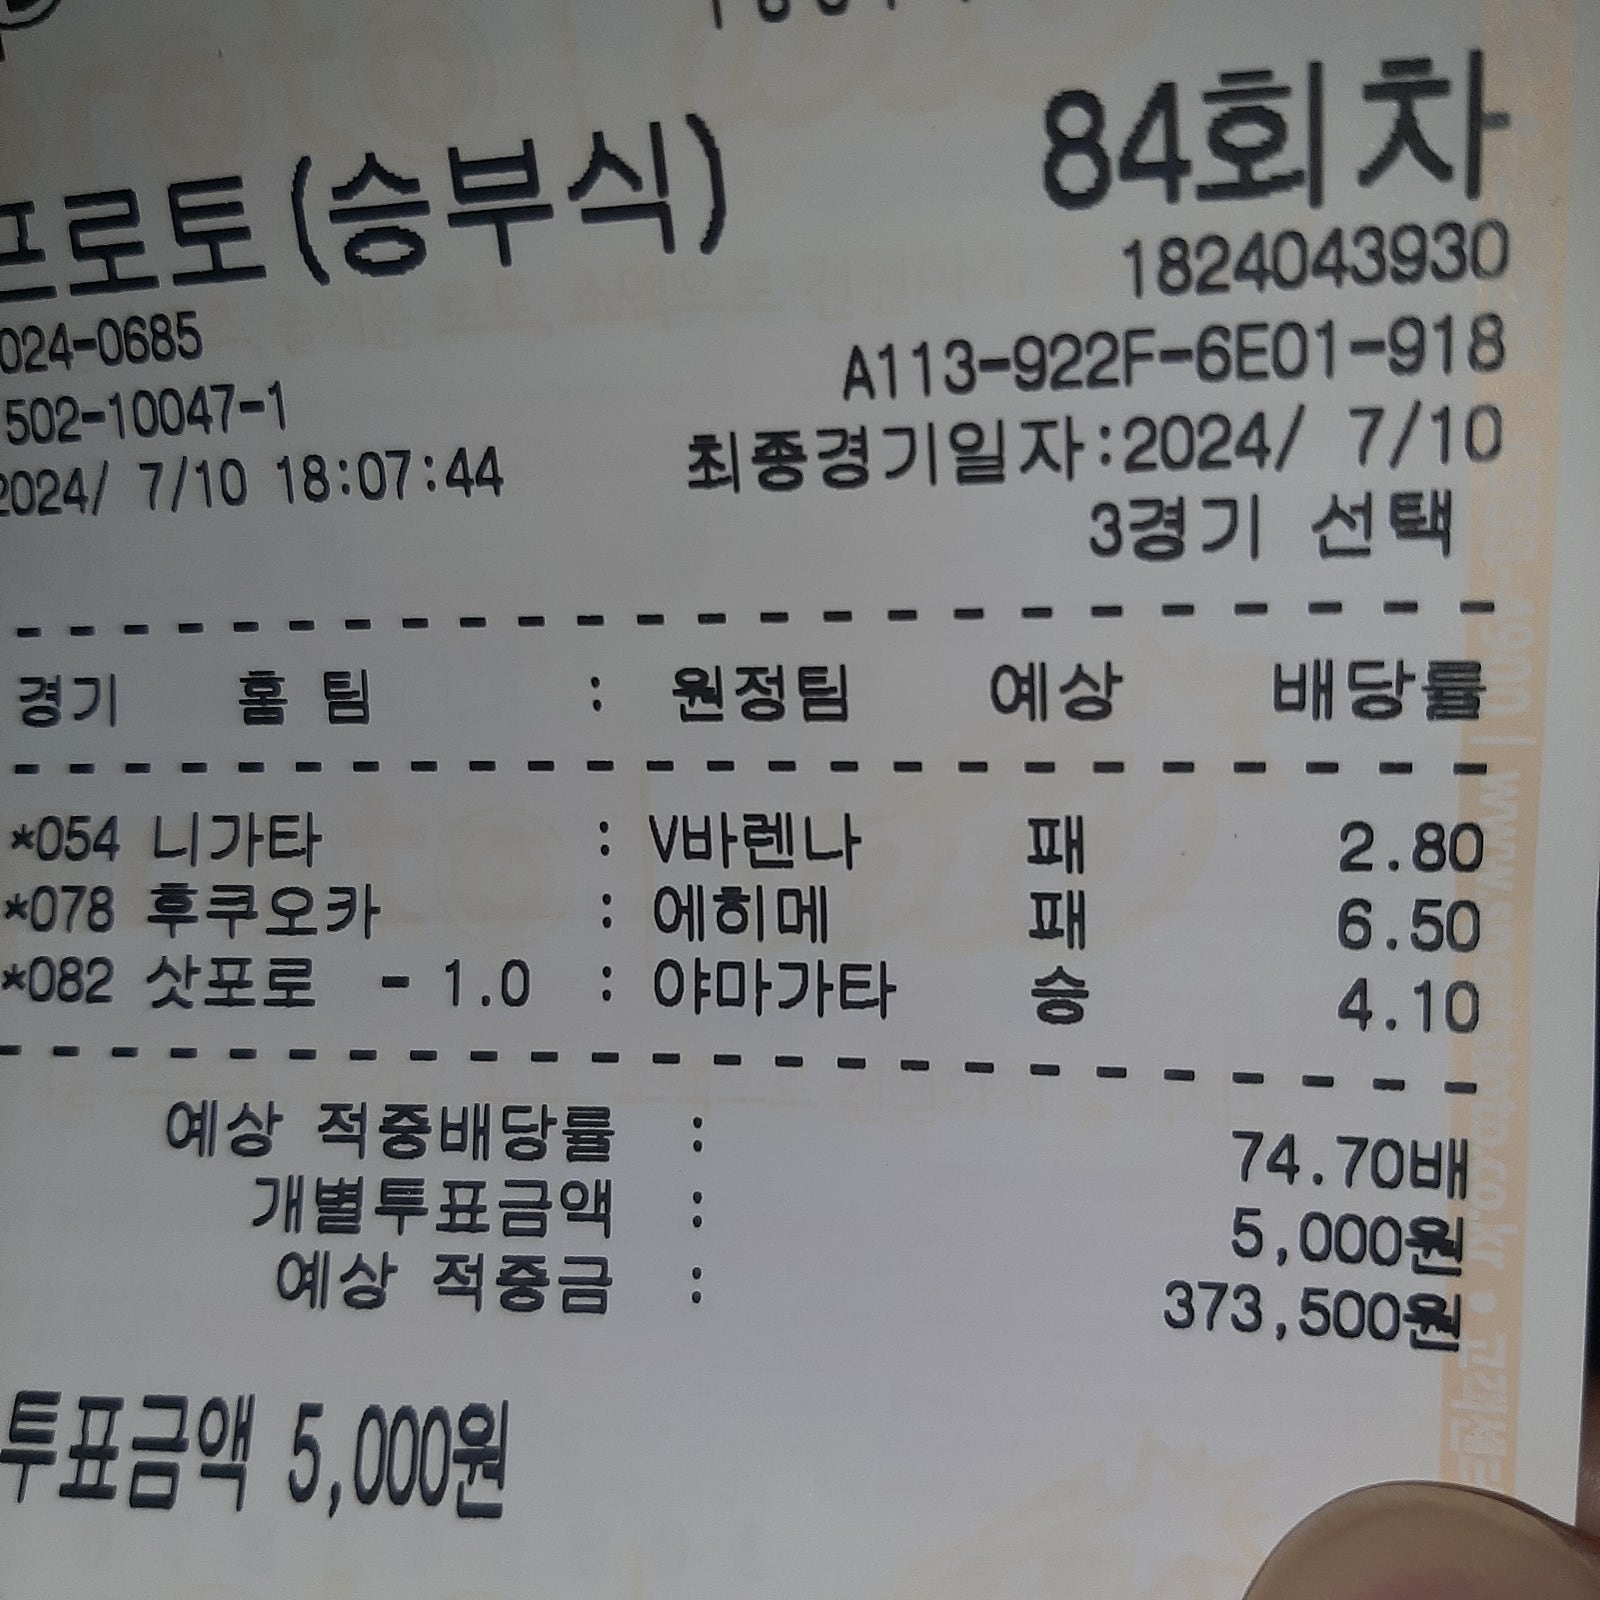 프로토(승부식) 84회차
1824043930
024-0685 A113-922F-6E01-918
502-10047-1 최종경기일자:2024/ 7/10
2024/ 7/10 18:07:44 3경기 선택
경기 홈 팀 : 원정팀 예상 배당률
*054 니가타 : V바렌나 패 2.80
*078 후쿠오카 : 에히메 패 6.50
*082 삿포로 - 1.0 : 야마가타 승 4.10
예상 적중배당률 : 74.70배
개별투표금액 : 5,000원
예상 적중금 : 373,500원
투표금액 5,000원